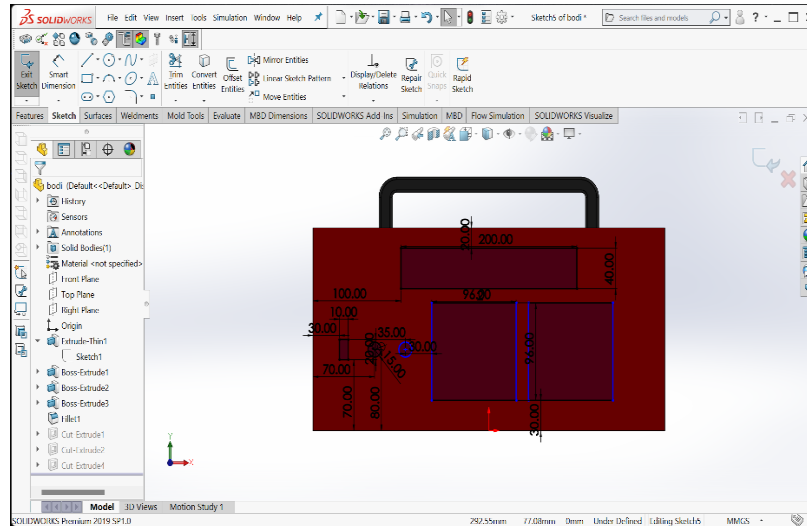 SOLIDWORKS File Edit View Insert Tools Simulation Window Help Sketch5 of bodi * Search files and models
Exit Sketch Smart Dimension Trim Entities Convert Entities Offset Entities Mirror Entities Linear Sketch Pattern Move Entities Display/Delete Relations Repair Sketch Quick Snaps Rapid Sketch
Features Sketch Surfaces Weldments Mold Tools Evaluate MBD Dimensions SOLIDWORKS Add Ins Simulation MBD Flow Simulation SOLIDWORKS Visualize
bodi (Default<<Default> Di
History
Sensors
Annotations
Solid Bodies(1)
Material <not specified>
Front Plane
Top Plane
Right Plane
Origin
Extrude-Thin1
Sketch1
Boss-Extrude1
Boss-Extrude2
Boss-Extrude3
Fillet1
Cut-Extrude1
Cut-Extrude2
Cut-Extrude4
20.00
200.00
40.00
100.00
96.00
10.00
30.00
35.00
30.00
15.00
96.00
70.00
70.00
80.00
30.00
Y
X
Model 3D Views Motion Study 1
SOLIDWORKS Premium 2019 SP1.0 292.55mm 77.08mm 0mm Under Defined Editing Sketch5 MMGS